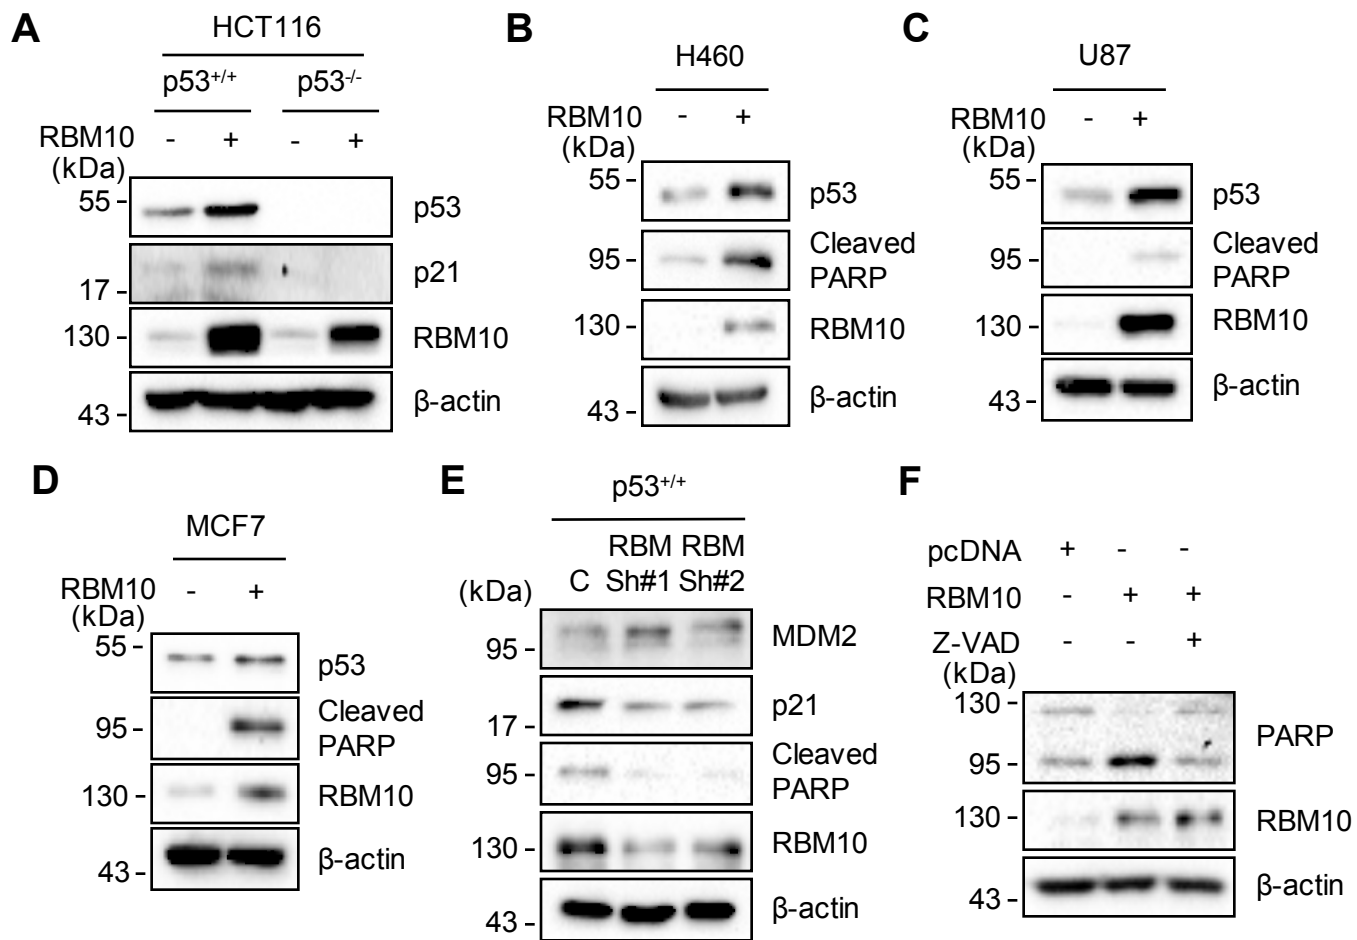 A
HCT116
p53+/+ p53-/-
RBM10 - + - +
(kDa)
55 - p53
p21
17 -
130 - RBM10
43 - β-actin
B
H460
RBM10 - +
(kDa)
55 - p53
95 - Cleaved
PARP
130 - RBM10
43 - β-actin
C
U87
RBM10 - +
(kDa)
55 - p53
95 - Cleaved
PARP
130 - RBM10
43 - β-actin
D
MCF7
RBM10 - +
(kDa)
55 - p53
95 - Cleaved
PARP
130 - RBM10
43 - β-actin
E
p53+/+
RBM RBM
(kDa) C Sh#1 Sh#2
95 - MDM2
17 - p21
95 - Cleaved
PARP
130 - RBM10
43 - β-actin
F
pcDNA + - -
RBM10 - + +
Z-VAD - - +
(kDa)
130 -
PARP
95 -
130 - RBM10
43 - β-actin